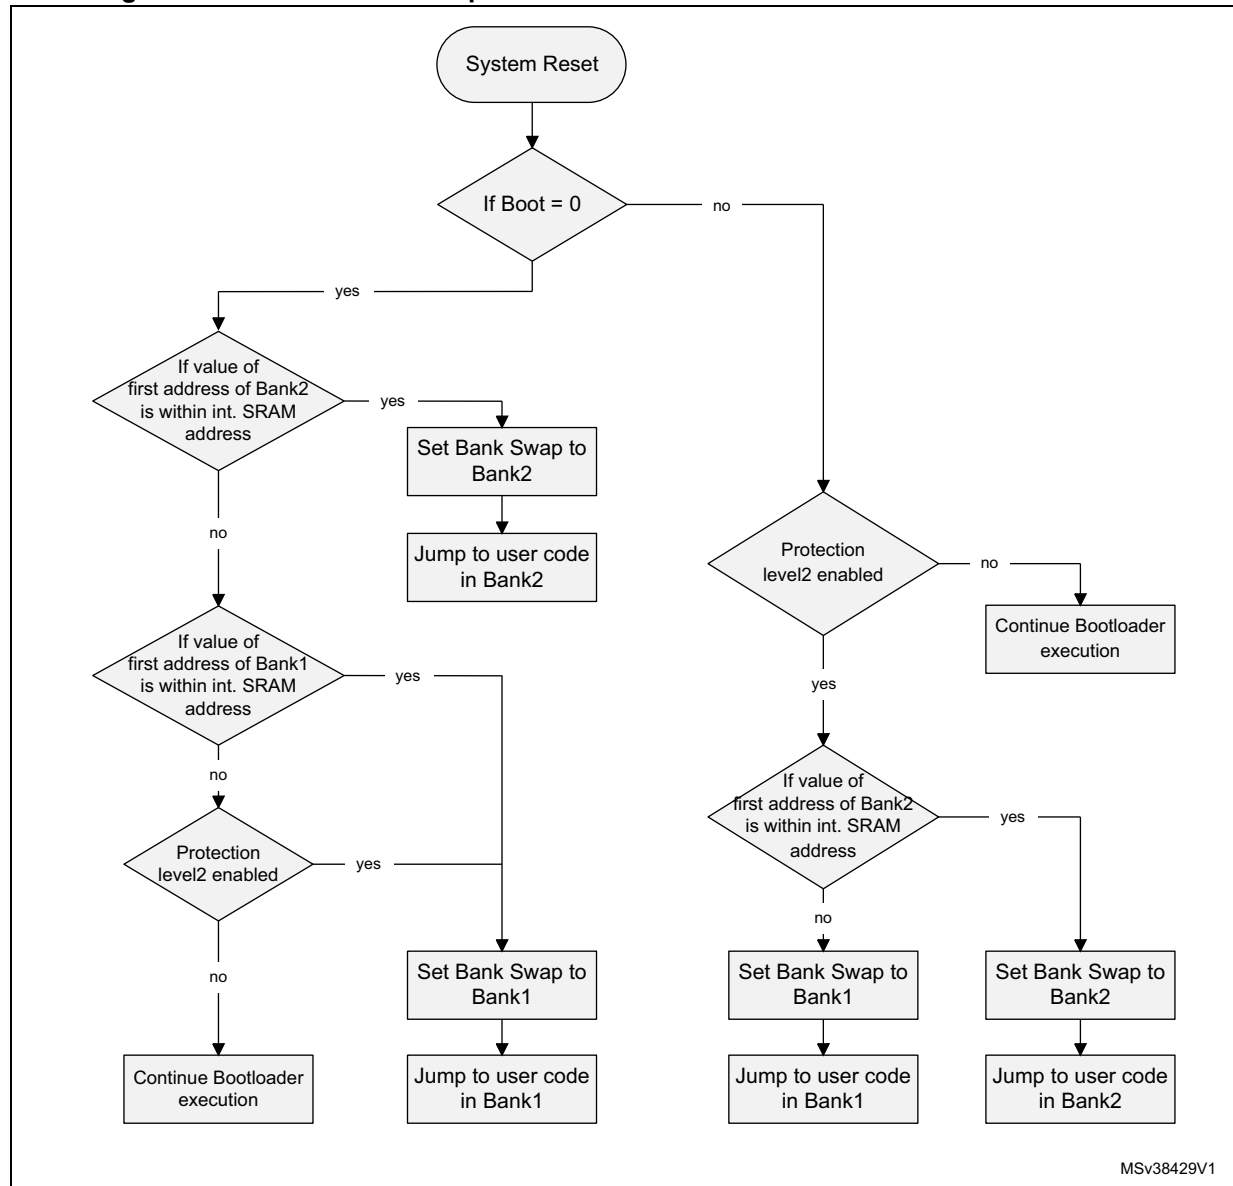 System Reset
If Boot = 0
no
yes
If value of
first address of Bank2
is within int. SRAM
address
yes
Set Bank Swap to
Bank2
no
Jump to user code
in Bank2
Protection
level2 enabled
no
Continue Bootloader
execution
If value of
first address of Bank1
is within int. SRAM
address
yes
yes
no
If value of
first address of Bank2
is within int. SRAM
address
yes
Protection
level2 enabled
yes
no
no
Set Bank Swap to
Bank1
Set Bank Swap to
Bank1
Set Bank Swap to
Bank2
Continue Bootloader
execution
Jump to user code
in Bank1
Jump to user code
in Bank1
Jump to user code
in Bank2
MSv38429V1